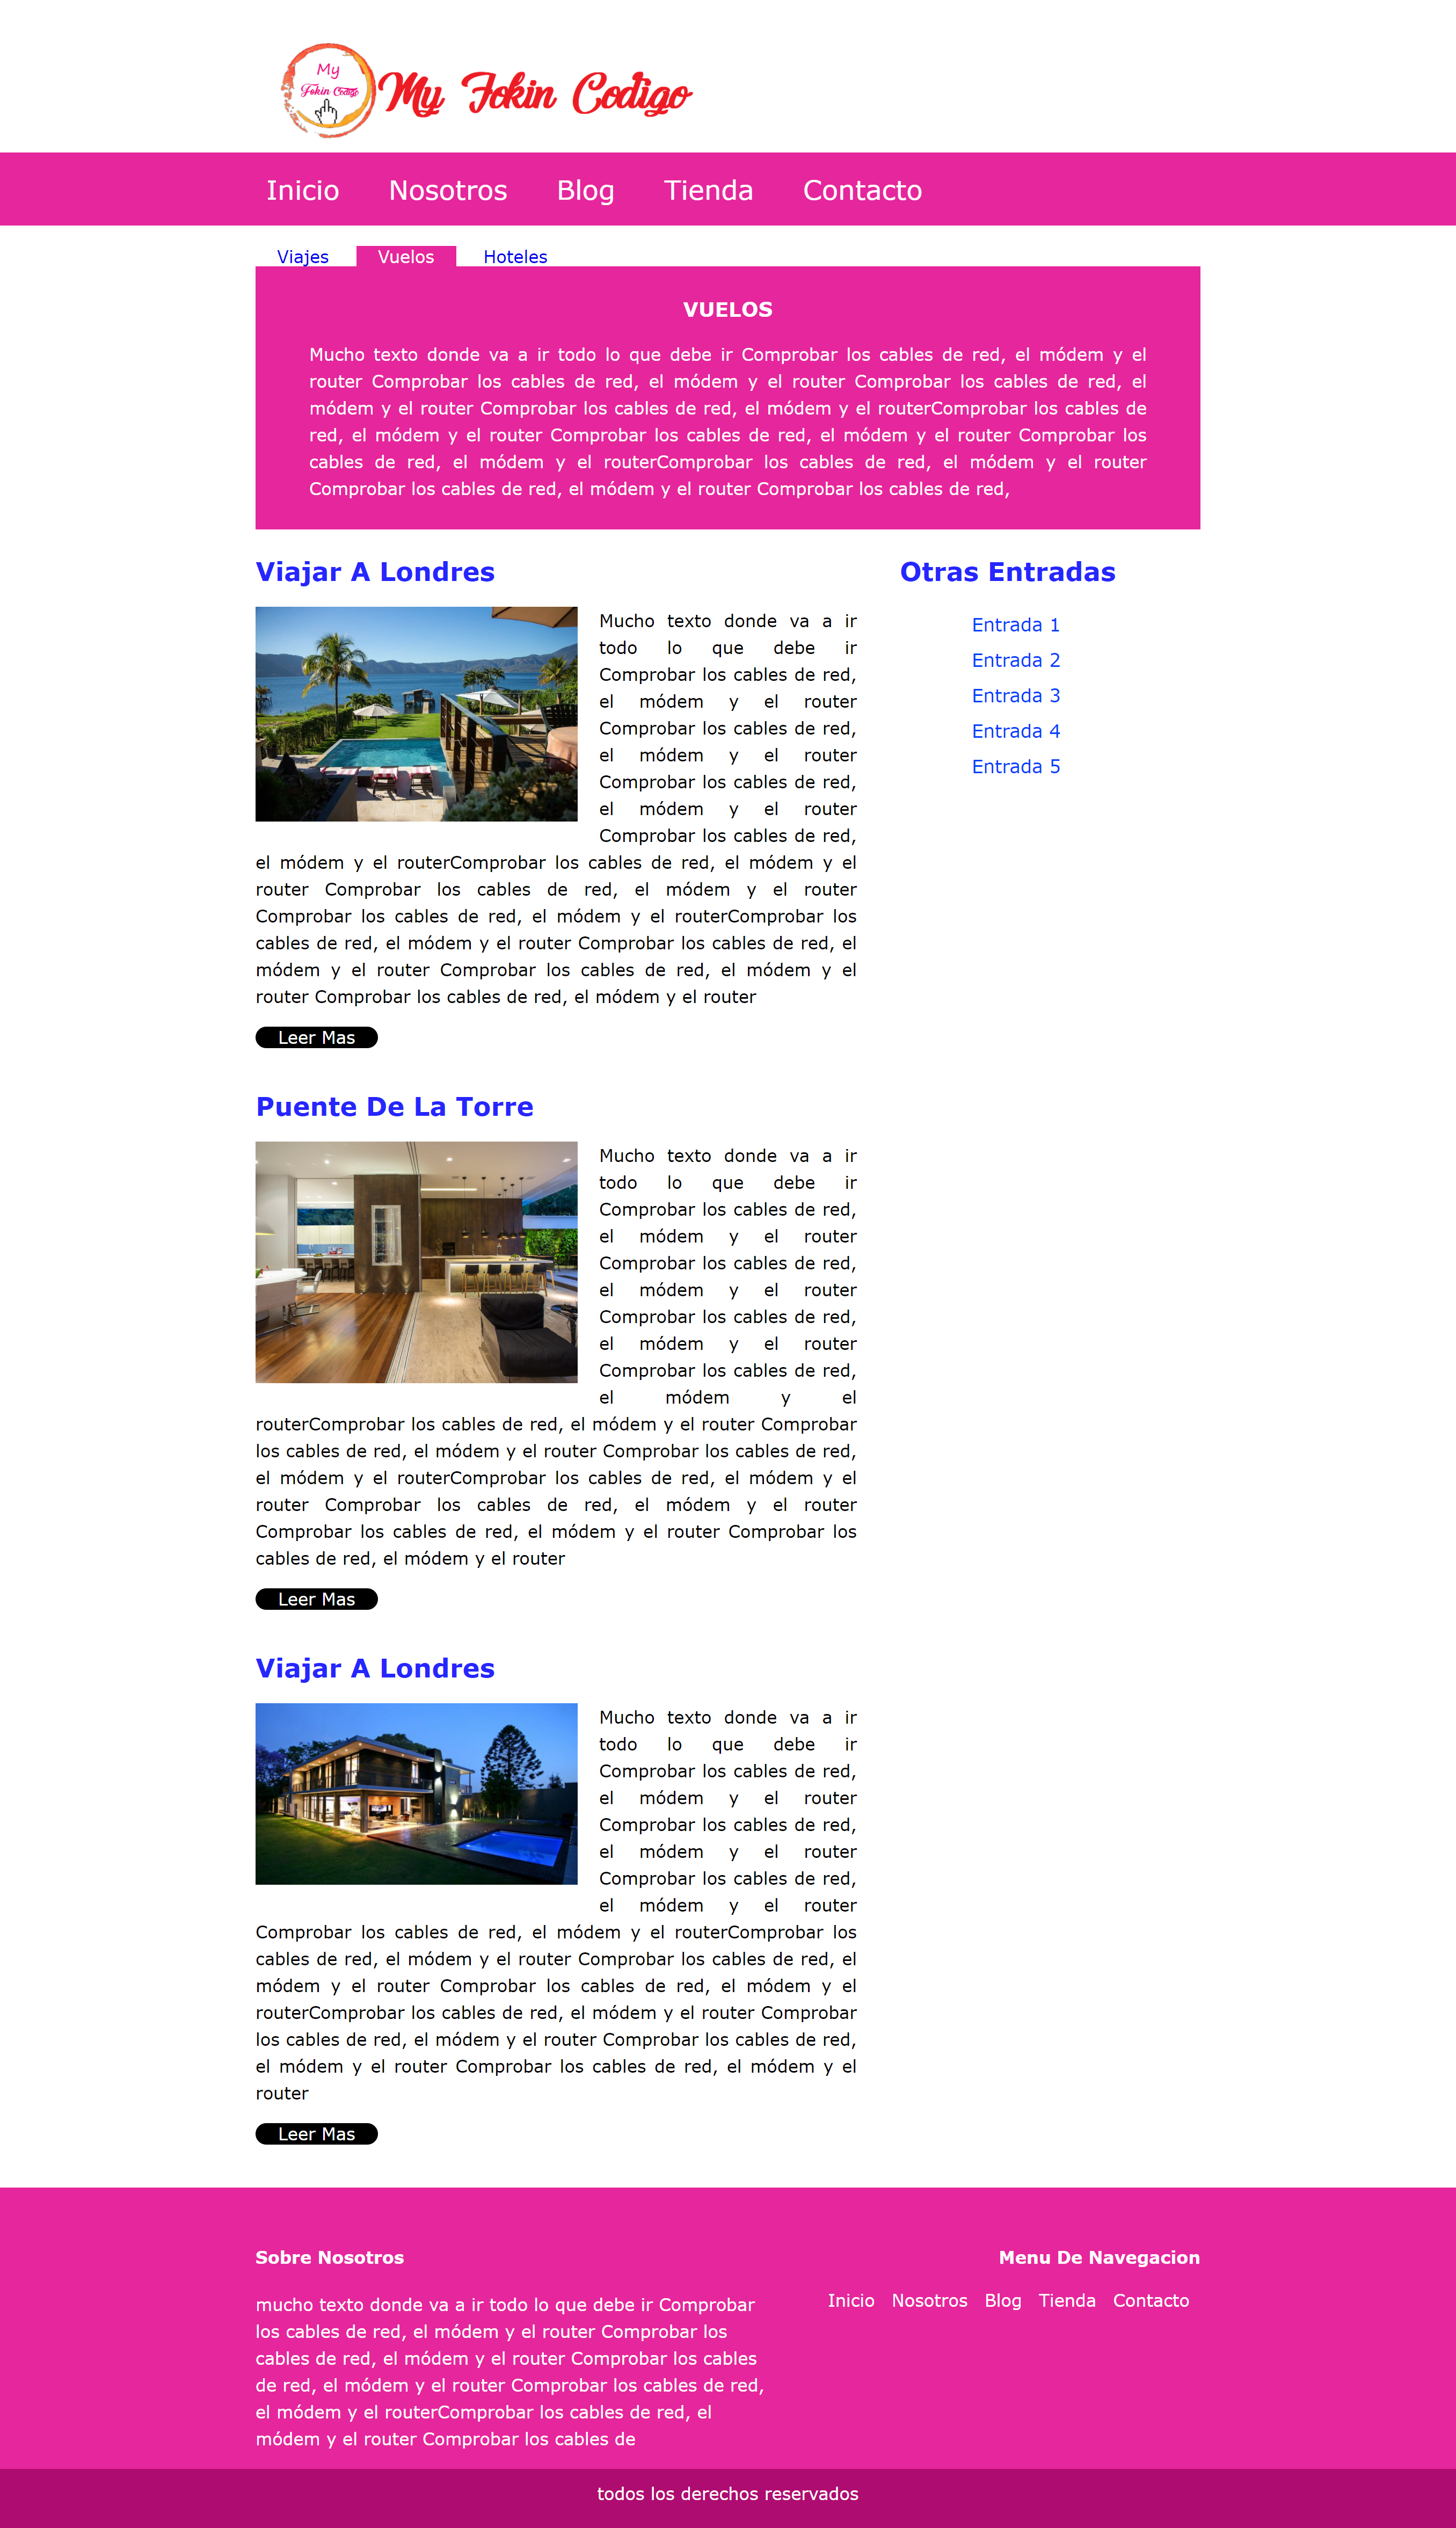 My
Fokin Codigo
My Fokin Codigo
Inicio Nosotros Blog Tienda Contacto
Viajes Vuelos Hoteles
VUELOS
Mucho texto donde va a ir todo lo que debe ir Comprobar los cables de red, el módem y el
router Comprobar los cables de red, el módem y el router Comprobar los cables de red, el
módem y el router Comprobar los cables de red, el módem y el routerComprobar los cables de
red, el módem y el router Comprobar los cables de red, el módem y el router Comprobar los
cables de red, el módem y el routerComprobar los cables de red, el módem y el router
Comprobar los cables de red, el módem y el router Comprobar los cables de red,
Viajar A Londres
Mucho texto donde va a ir
todo lo que debe ir
Comprobar los cables de red,
el módem y el router
Comprobar los cables de red,
el módem y el router
Comprobar los cables de red,
el módem y el router
Comprobar los cables de red,
el módem y el routerComprobar los cables de red, el módem y el
router Comprobar los cables de red, el módem y el router
Comprobar los cables de red, el módem y el routerComprobar los
cables de red, el módem y el router Comprobar los cables de red, el
módem y el router Comprobar los cables de red, el módem y el
router Comprobar los cables de red, el módem y el router
Leer Mas
Puente De La Torre
Mucho texto donde va a ir
todo lo que debe ir
Comprobar los cables de red,
el módem y el router
Comprobar los cables de red,
el módem y el router
Comprobar los cables de red,
el módem y el router
Comprobar los cables de red,
el módem y el
routerComprobar los cables de red, el módem y el router Comprobar
los cables de red, el módem y el router Comprobar los cables de red,
el módem y el routerComprobar los cables de red, el módem y el
router Comprobar los cables de red, el módem y el router
Comprobar los cables de red, el módem y el router Comprobar los
cables de red, el módem y el router
Leer Mas
Viajar A Londres
Mucho texto donde va a ir
todo lo que debe ir
Comprobar los cables de red,
el módem y el router
Comprobar los cables de red,
el módem y el router
Comprobar los cables de red,
el módem y el router
Comprobar los cables de red, el módem y el routerComprobar los
cables de red, el módem y el router Comprobar los cables de red, el
módem y el router Comprobar los cables de red, el módem y el
routerComprobar los cables de red, el módem y el router Comprobar
los cables de red, el módem y el router Comprobar los cables de red,
el módem y el router Comprobar los cables de red, el módem y el
router
Leer Mas
Otras Entradas
Entrada 1
Entrada 2
Entrada 3
Entrada 4
Entrada 5
Sobre Nosotros
mucho texto donde va a ir todo lo que debe ir Comprobar
los cables de red, el módem y el router Comprobar los
cables de red, el módem y el router Comprobar los cables
de red, el módem y el router Comprobar los cables de red,
el módem y el routerComprobar los cables de red, el
módem y el router Comprobar los cables de
Menu De Navegacion
Inicio Nosotros Blog Tienda Contacto
todos los derechos reservados